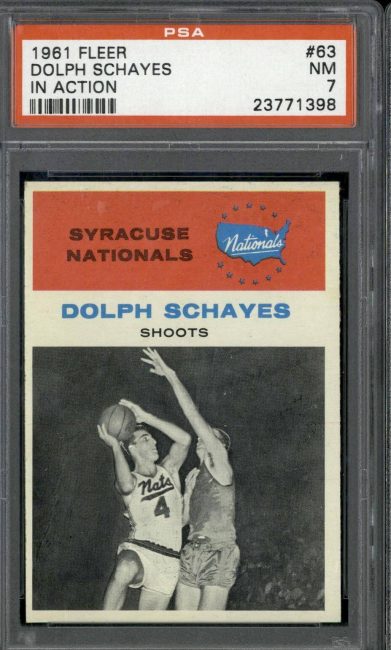 PSA
1961 FLEER #63
DOLPH SCHAYES NM
IN ACTION 7
23771398
SYRACUSE
NATIONALS
Nationals
DOLPH SCHAYES
SHOOTS
Nats
4